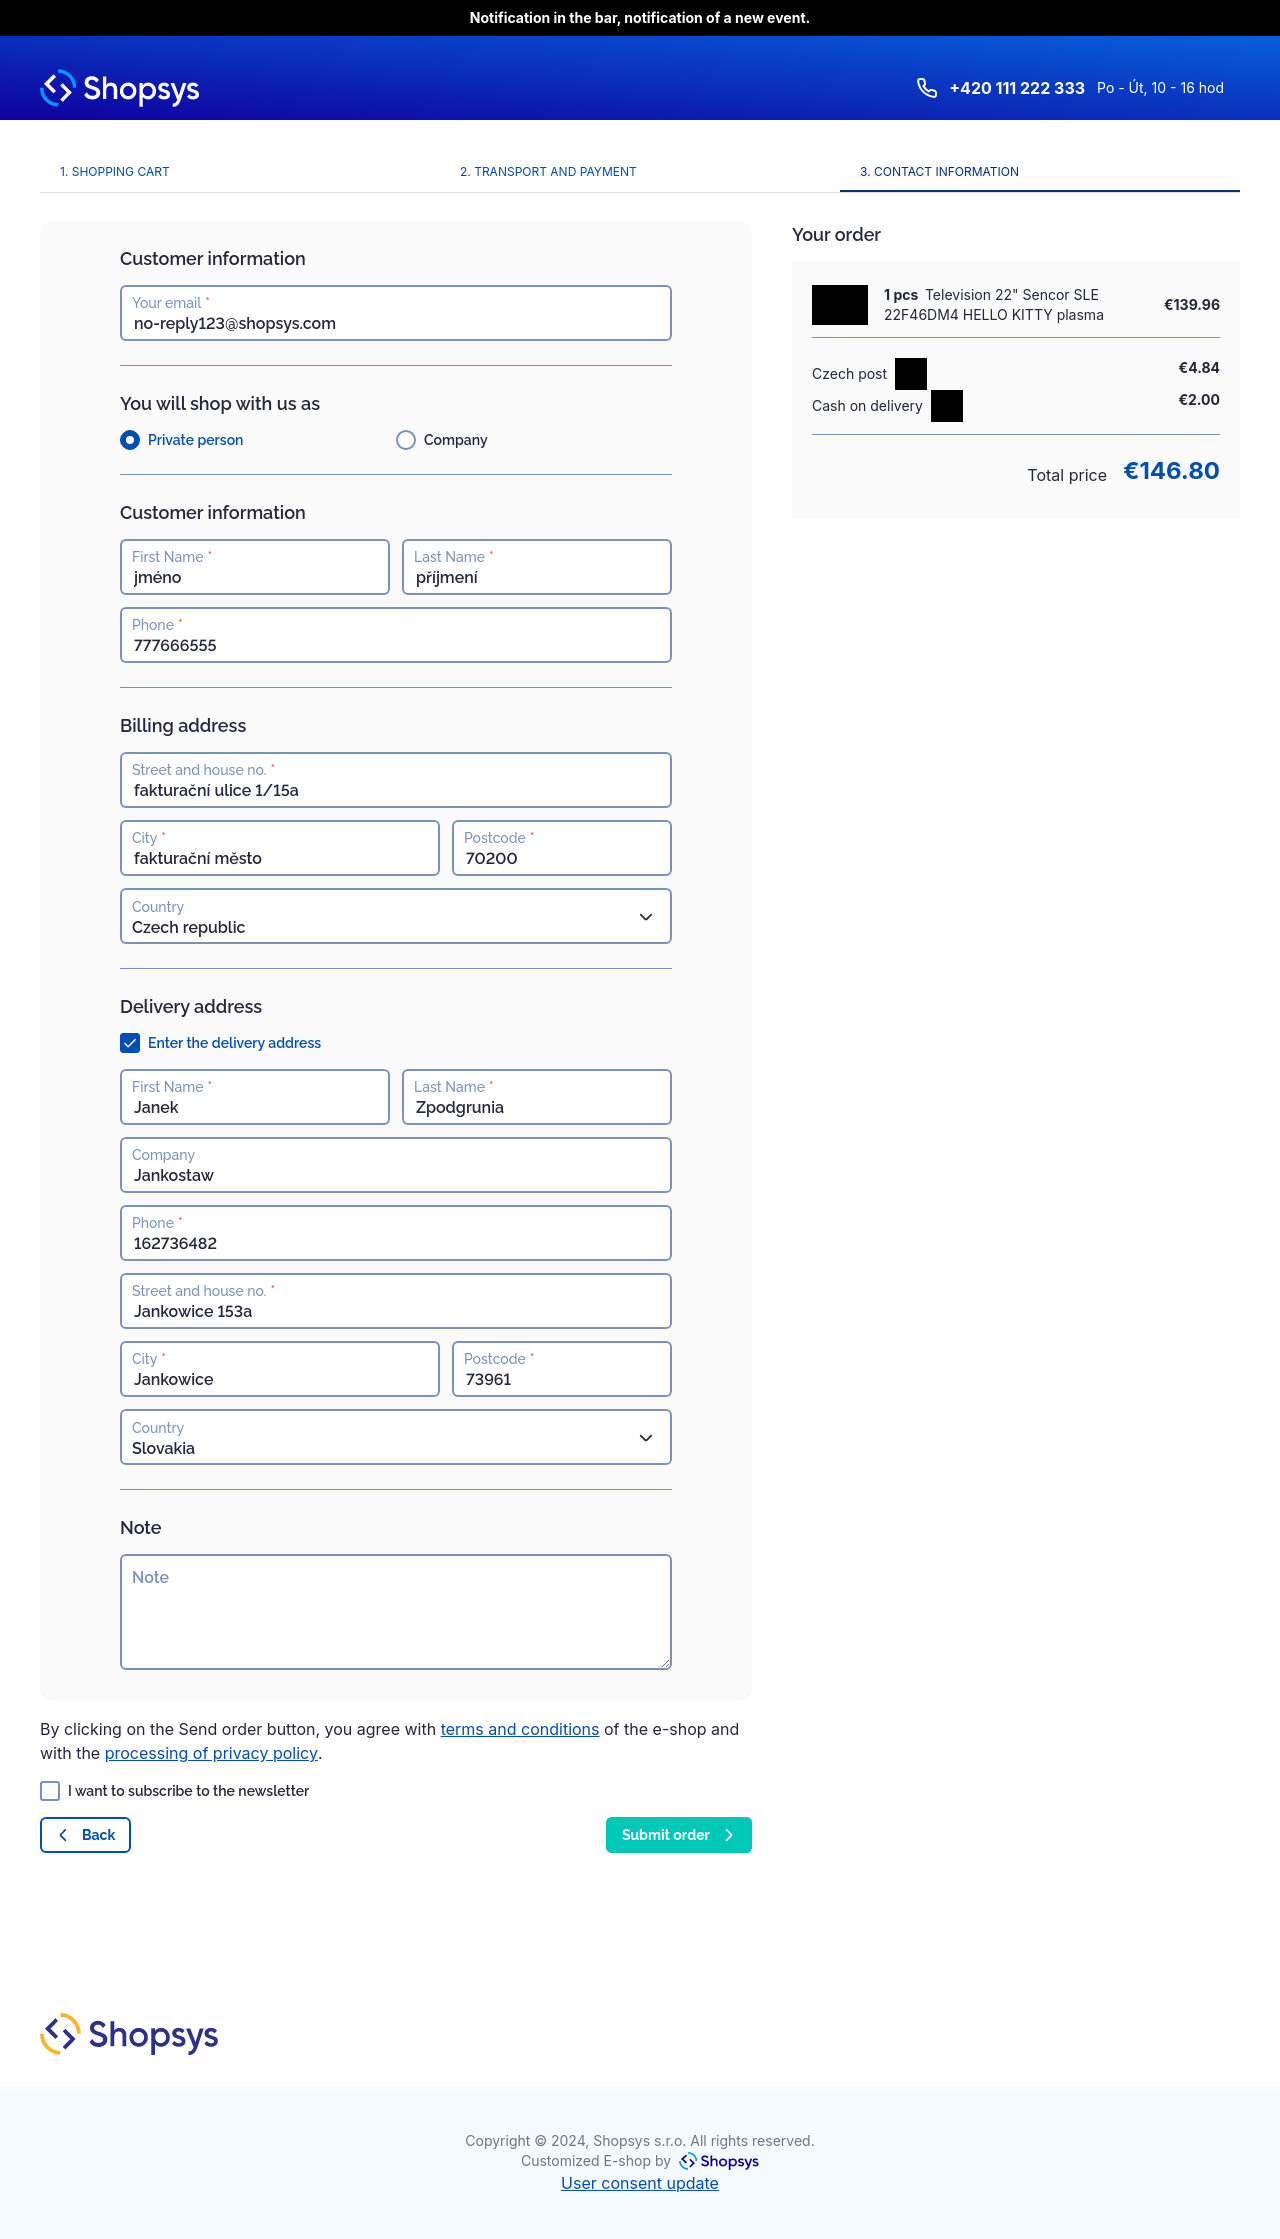 Notification in the bar, notification of a new event.
Shopsys
+420 111 222 333 Po - Út, 10 - 16 hod
1. SHOPPING CART
2. TRANSPORT AND PAYMENT
3. CONTACT INFORMATION
Customer information
Your email *
no-reply123@shopsys.com
You will shop with us as
Private person
Company
Customer information
First Name *
jméno
Last Name *
příjmení
Phone *
777666555
Billing address
Street and house no. *
fakturační ulice 1/15a
City *
fakturační město
Postcode *
70200
Country
Czech republic
Delivery address
Enter the delivery address
First Name *
Janek
Last Name *
Zpodgrunia
Company
Jankostaw
Phone *
162736482
Street and house no. *
Jankowice 153a
City *
Jankowice
Postcode *
73961
Country
Slovakia
Note
Note
By clicking on the Send order button, you agree with terms and conditions of the e-shop and
with the processing of privacy policy.
I want to subscribe to the newsletter
Back
Submit order
Your order
1 pcs Television 22" Sencor SLE
22F46DM4 HELLO KITTY plasma
€139.96
Czech post
€4.84
Cash on delivery
€2.00
Total price €146.80
Shopsys
Copyright © 2024, Shopsys s.r.o. All rights reserved.
Customized E-shop by Shopsys
User consent update